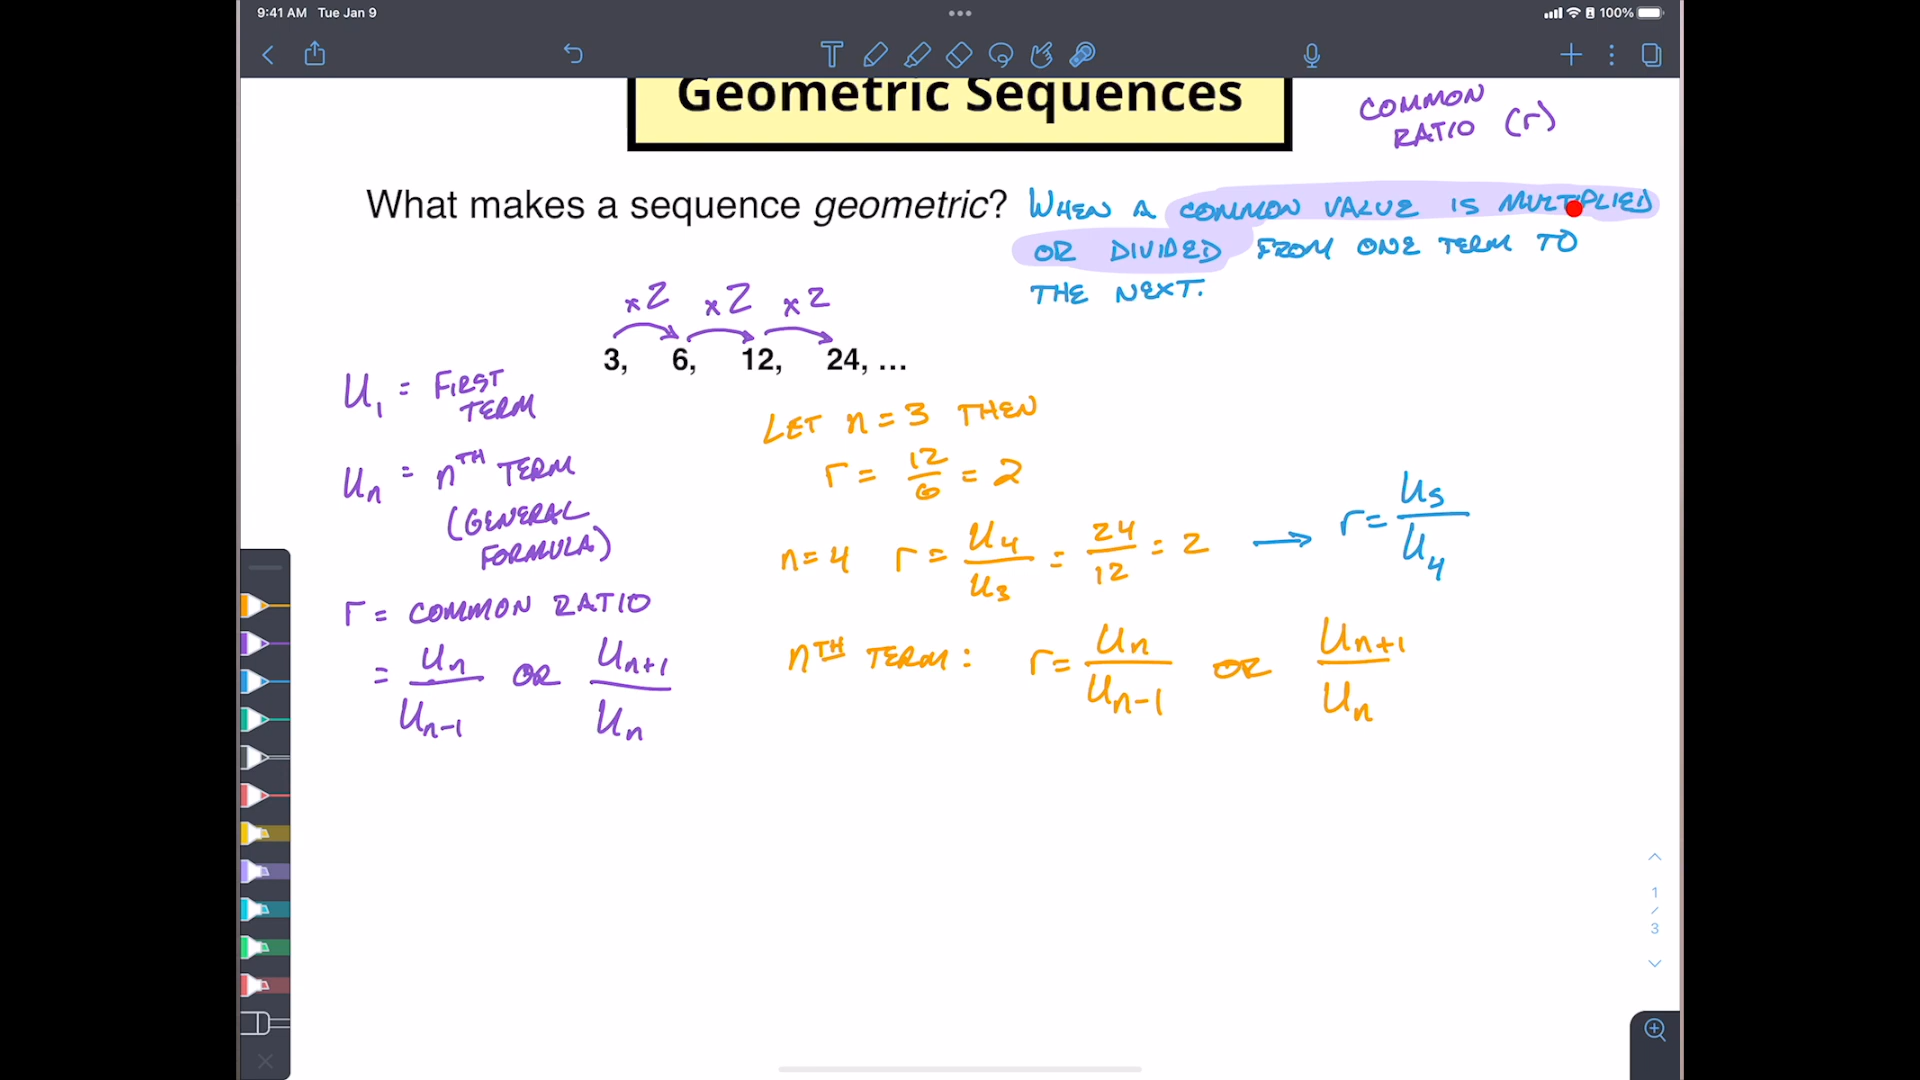 9:41 AM Tue Jan 9
100%
Geometric Sequences
COMMON
RATIO (r)
What makes a sequence geometric? WHEN A COMMON VALUE IS MULTIPLIED
OR DIVIDED FROM ONE TERM TO
THE NEXT.
×2 ×2 ×2
3, 6, 12, 24, …
U₁ = FIRST
TERM
Uₙ = nᵀᴴ TERM
(GENERAL
FORMULA)
r = COMMON RATIO
= Uₙ/Uₙ₋₁ OR Uₙ₊₁/Uₙ
LET n = 3 THEN
r = 12/6 = 2
n = 4 r = U₄/U₃ = 24/12 = 2 → r = U₅/U₄
nᵀᴴ TERM: r = Uₙ/Uₙ₋₁ OR Uₙ₊₁/Uₙ
1
/
3